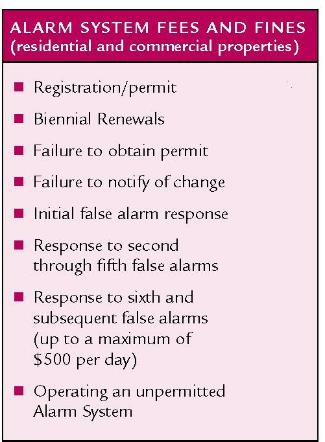 ALARM SYSTEM FEES AND FINES
(residential and commercial properties)
Registration/permit
Biennial Renewals
Failure to obtain permit
Failure to notify of change
Initial false alarm response
Response to second
through fifth false alarms
Response to sixth and
subsequent false alarms
(up to a maximum of
$500 per day)
Operating an unpermitted
Alarm System